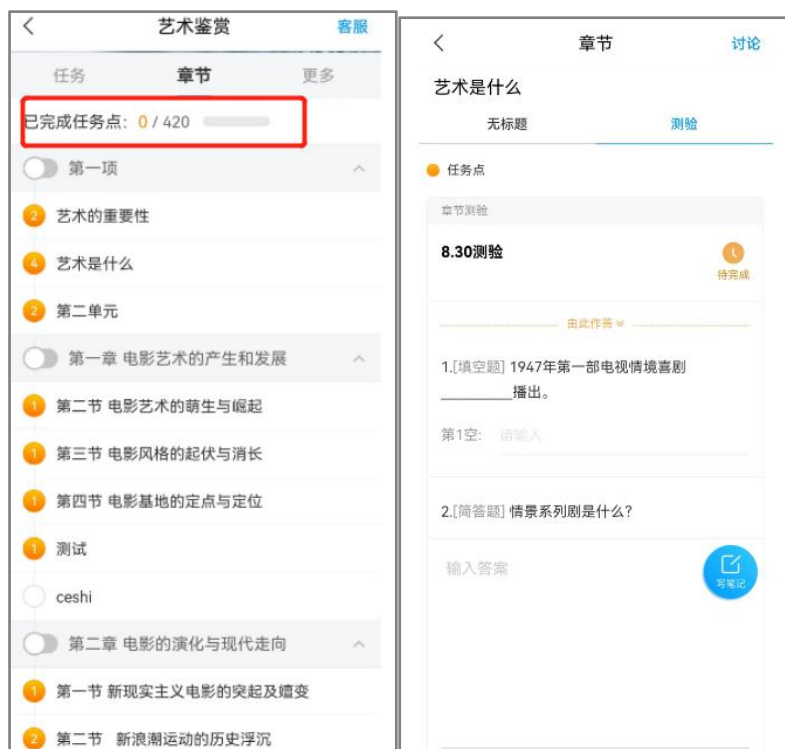 艺术鉴赏
客服
任务
章节
更多
已完成任务点: 0 / 420
第一项
2 艺术的重要性
4 艺术是什么
2 第二单元
第一章 电影艺术的产生和发展
1 第二节 电影艺术的萌生与崛起
1 第三节 电影风格的起伏与消长
1 第四节 电影基地的定点与定位
1 测试
ceshi
第二章 电影的演化与现代走向
1 第一节 新现实主义电影的突起及嬗变
2 第二节 新浪潮运动的历史浮沉
章节
讨论
艺术是什么
无标题
测验
任务点
章节测验
8.30测验
待完成
由此作答
1.[填空题] 1947年第一部电视情境喜剧
_________播出。
第1空: 请输入
2.[简答题] 情景系列剧是什么?
输入答案
写笔记